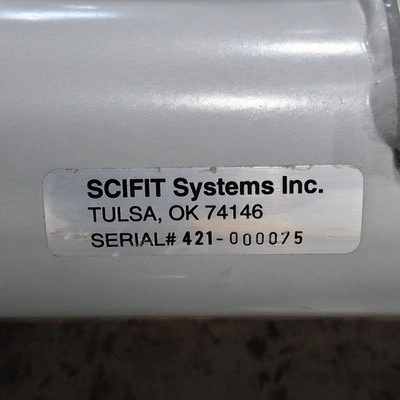 SCIFIT Systems Inc.
TULSA, OK 74146
SERIAL# 421-000075